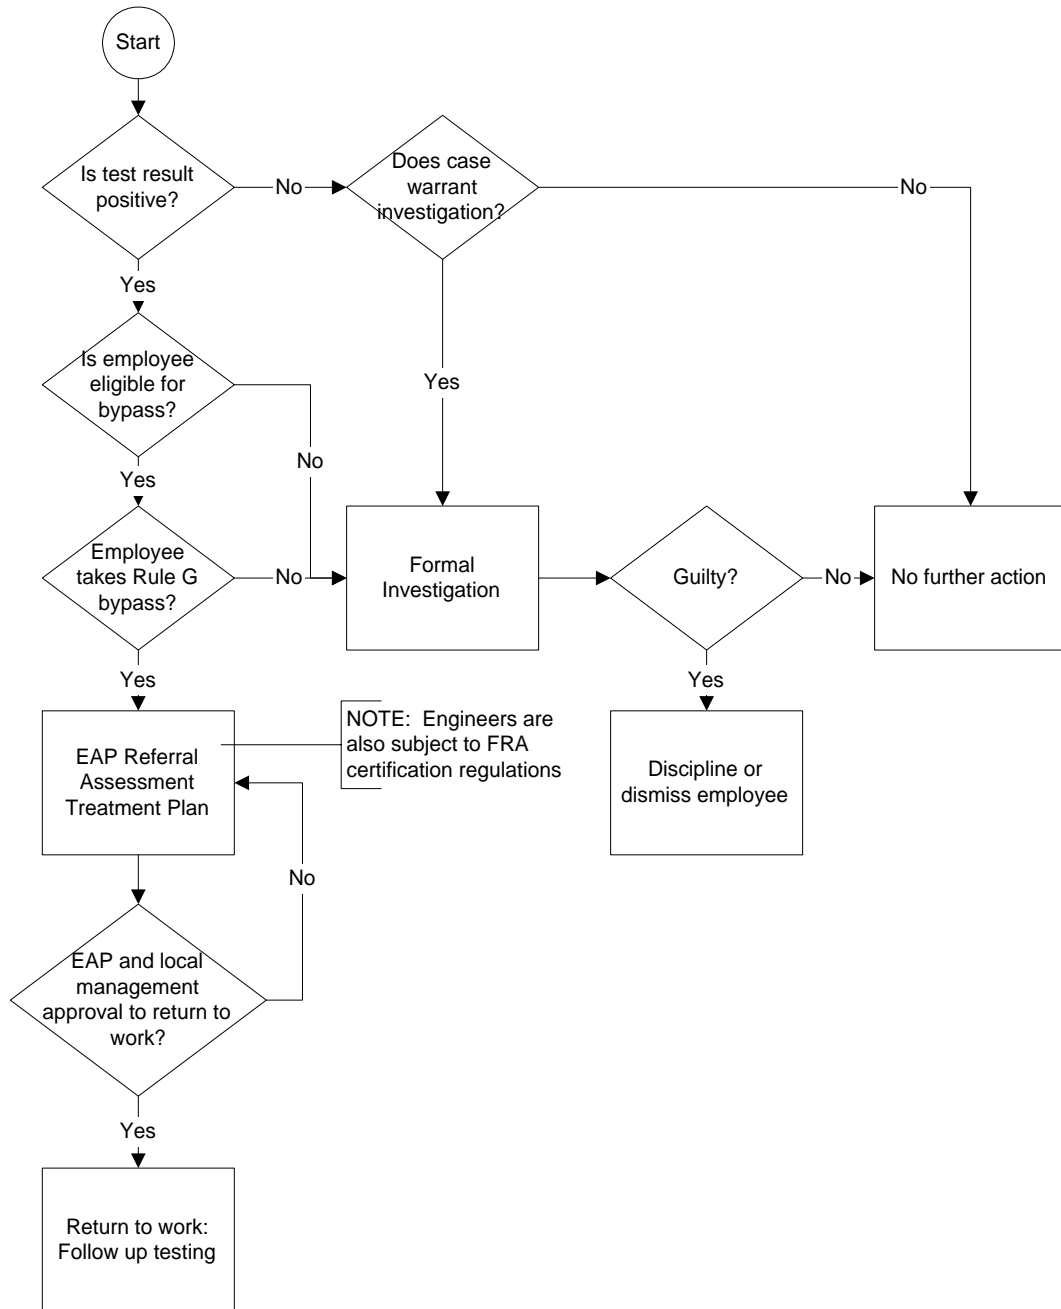 Start
Is test result
positive?
No
Does case
warrant
investigation?
No
Yes
Yes
Is employee
eligible for
bypass?
No
Yes
Employee
takes Rule G
bypass?
No
Formal
Investigation
Guilty?
No
No further action
Yes
Yes
EAP Referral
Assessment
Treatment Plan
NOTE:  Engineers are
also subject to FRA
certification regulations
Discipline or
dismiss employee
No
EAP and local
management
approval to return to
work?
Yes
Return to work:
Follow up testing